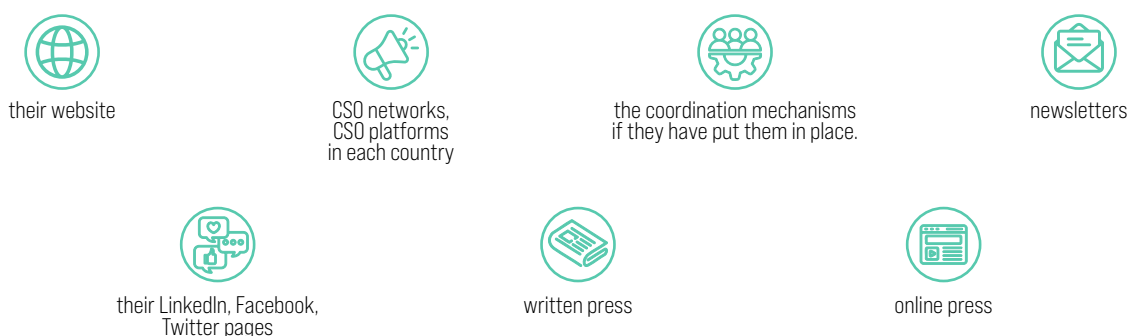 their website
CSO networks,
CSO platforms
in each country
the coordination mechanisms
if they have put them in place.
newsletters
their LinkedIn, Facebook,
Twitter pages
written press
online press